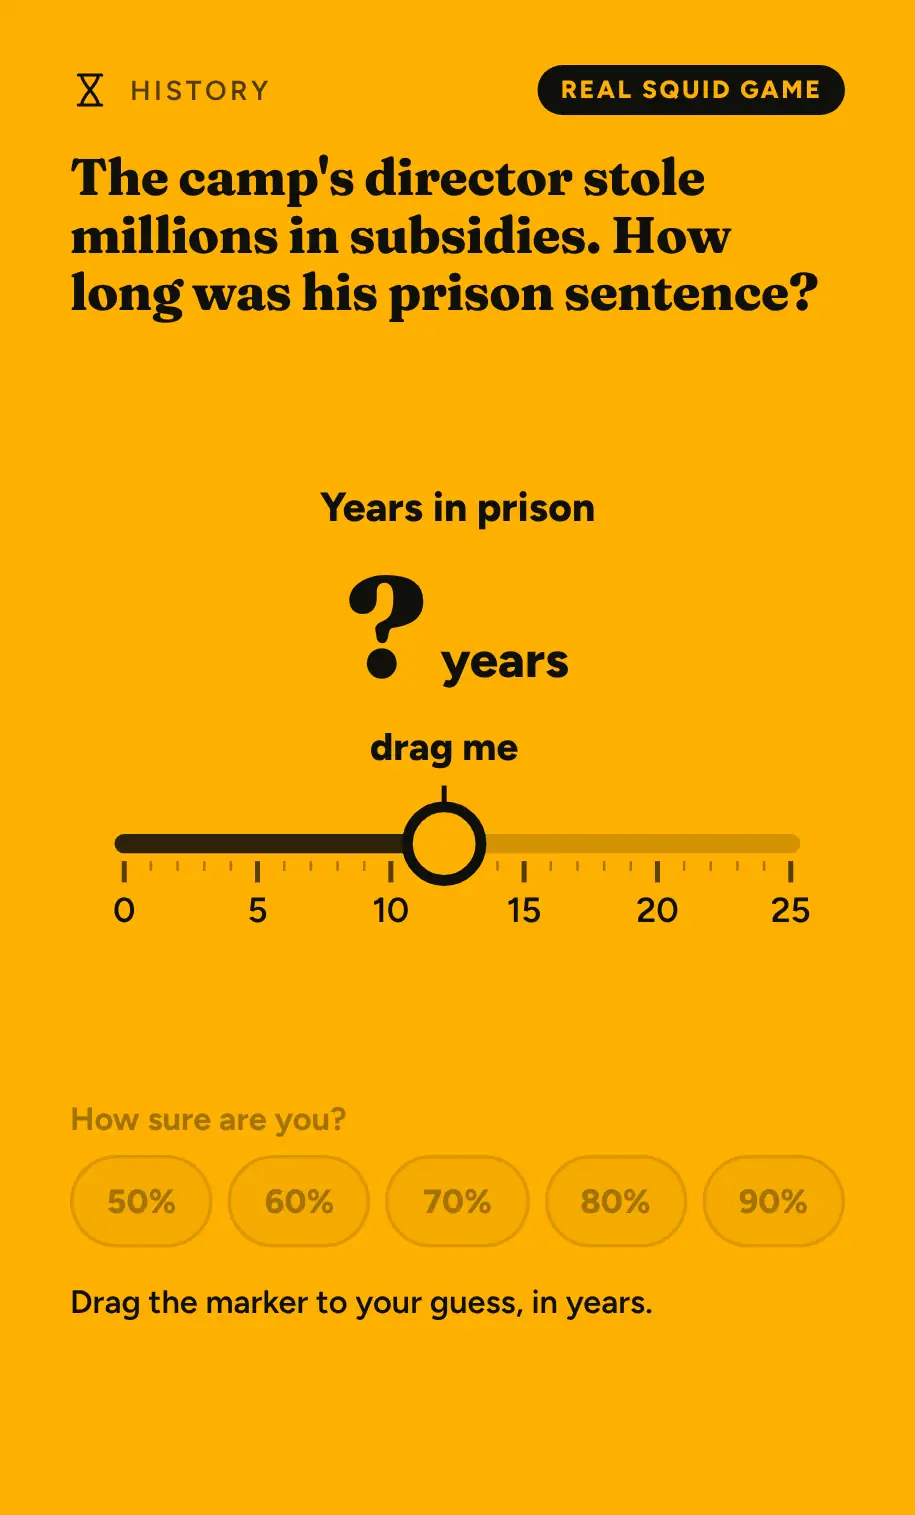 HISTORY
REAL SQUID GAME
The camp's director stole
millions in subsidies. How
long was his prison sentence?
Years in prison
? years
drag me
0 5 10 15 20 25
How sure are you?
50% 60% 70% 80% 90%
Drag the marker to your guess, in years.